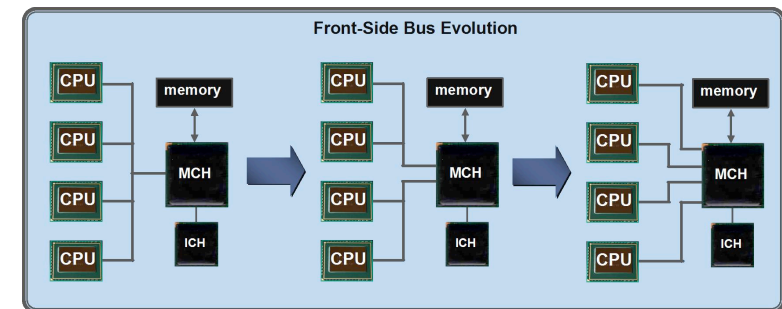 Front-Side Bus Evolution
CPU
CPU
CPU
CPU
memory
MCH
ICH
CPU
CPU
CPU
CPU
memory
MCH
ICH
CPU
CPU
CPU
CPU
memory
MCH
ICH